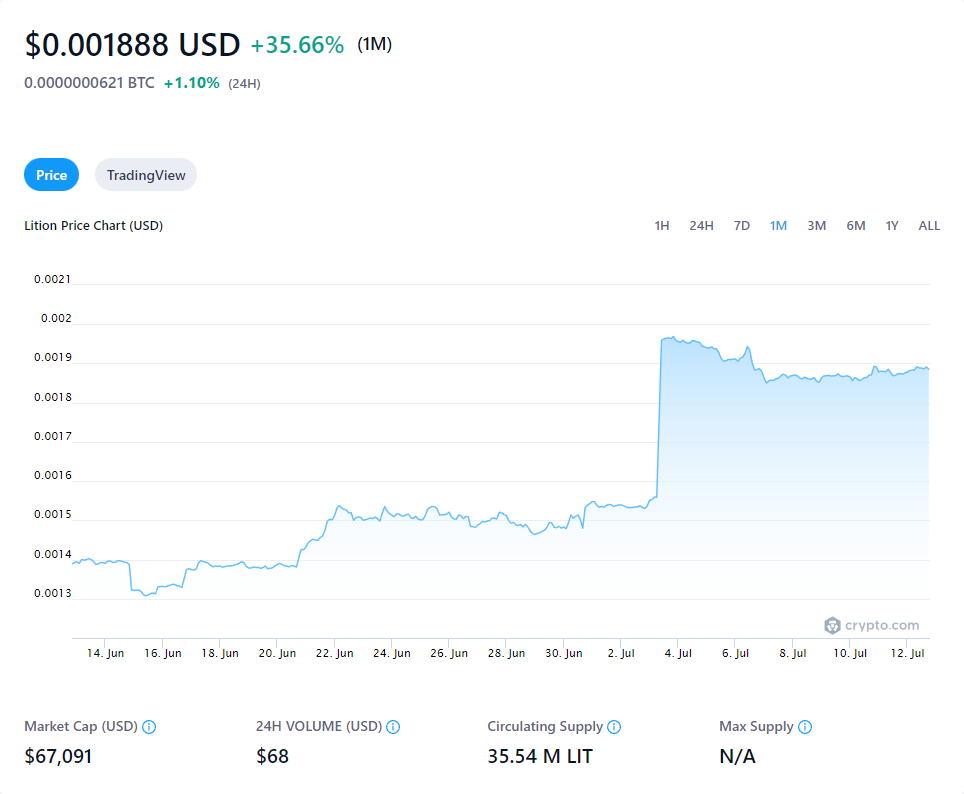 $0.001888 USD +35.66% (1M)
0.0000000621 BTC +1.10% (24H)
Price TradingView
Lition Price Chart (USD) 1H 24H 7D 1M 3M 6M 1Y ALL
0.0021
0.002
0.0019
0.0018
0.0017
0.0016
0.0015
0.0014
0.0013
crypto.com
14. Jun 16. Jun 18. Jun 20. Jun 22. Jun 24. Jun 26. Jun 28. Jun 30. Jun 2. Jul 4. Jul 6. Jul 8. Jul 10. Jul 12. Jul
Market Cap (USD) 24H VOLUME (USD) Circulating Supply Max Supply
$67,091 $68 35.54 M LIT N/A